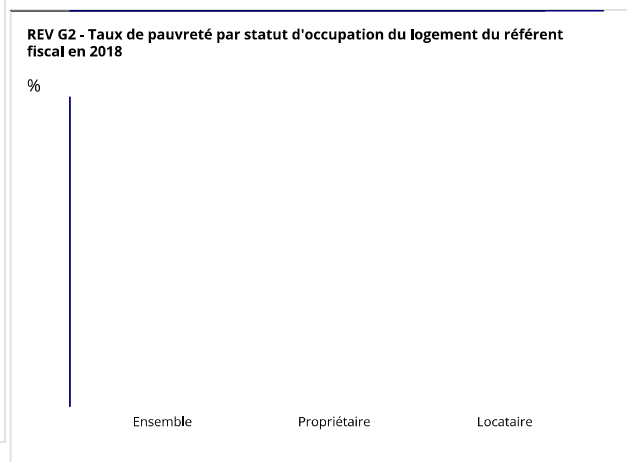 REV G2 - Taux de pauvreté par statut d'occupation du logement du référent
fiscal en 2018
%
Ensemble Propriétaire Locataire